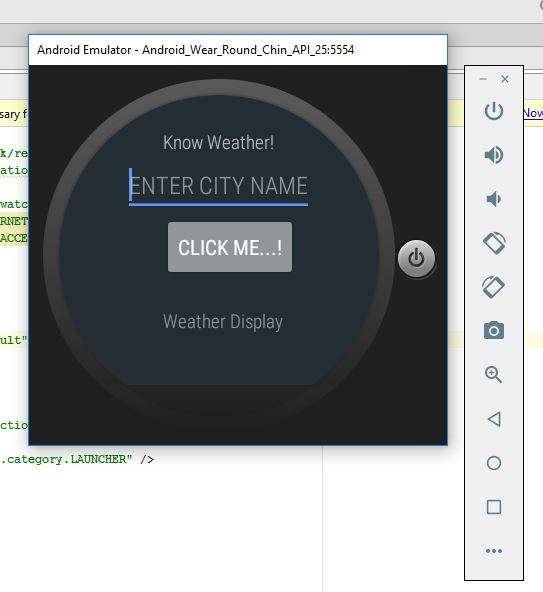 Android Emulator - Android_Wear_Round_Chin_API_25:5554
sary f
Now
k/re
atio
watc
RNET
ACCE
Know Weather!
ENTER CITY NAME
CLICK ME...!
Weather Display
ult"
ctio
.category.LAUNCHER" />